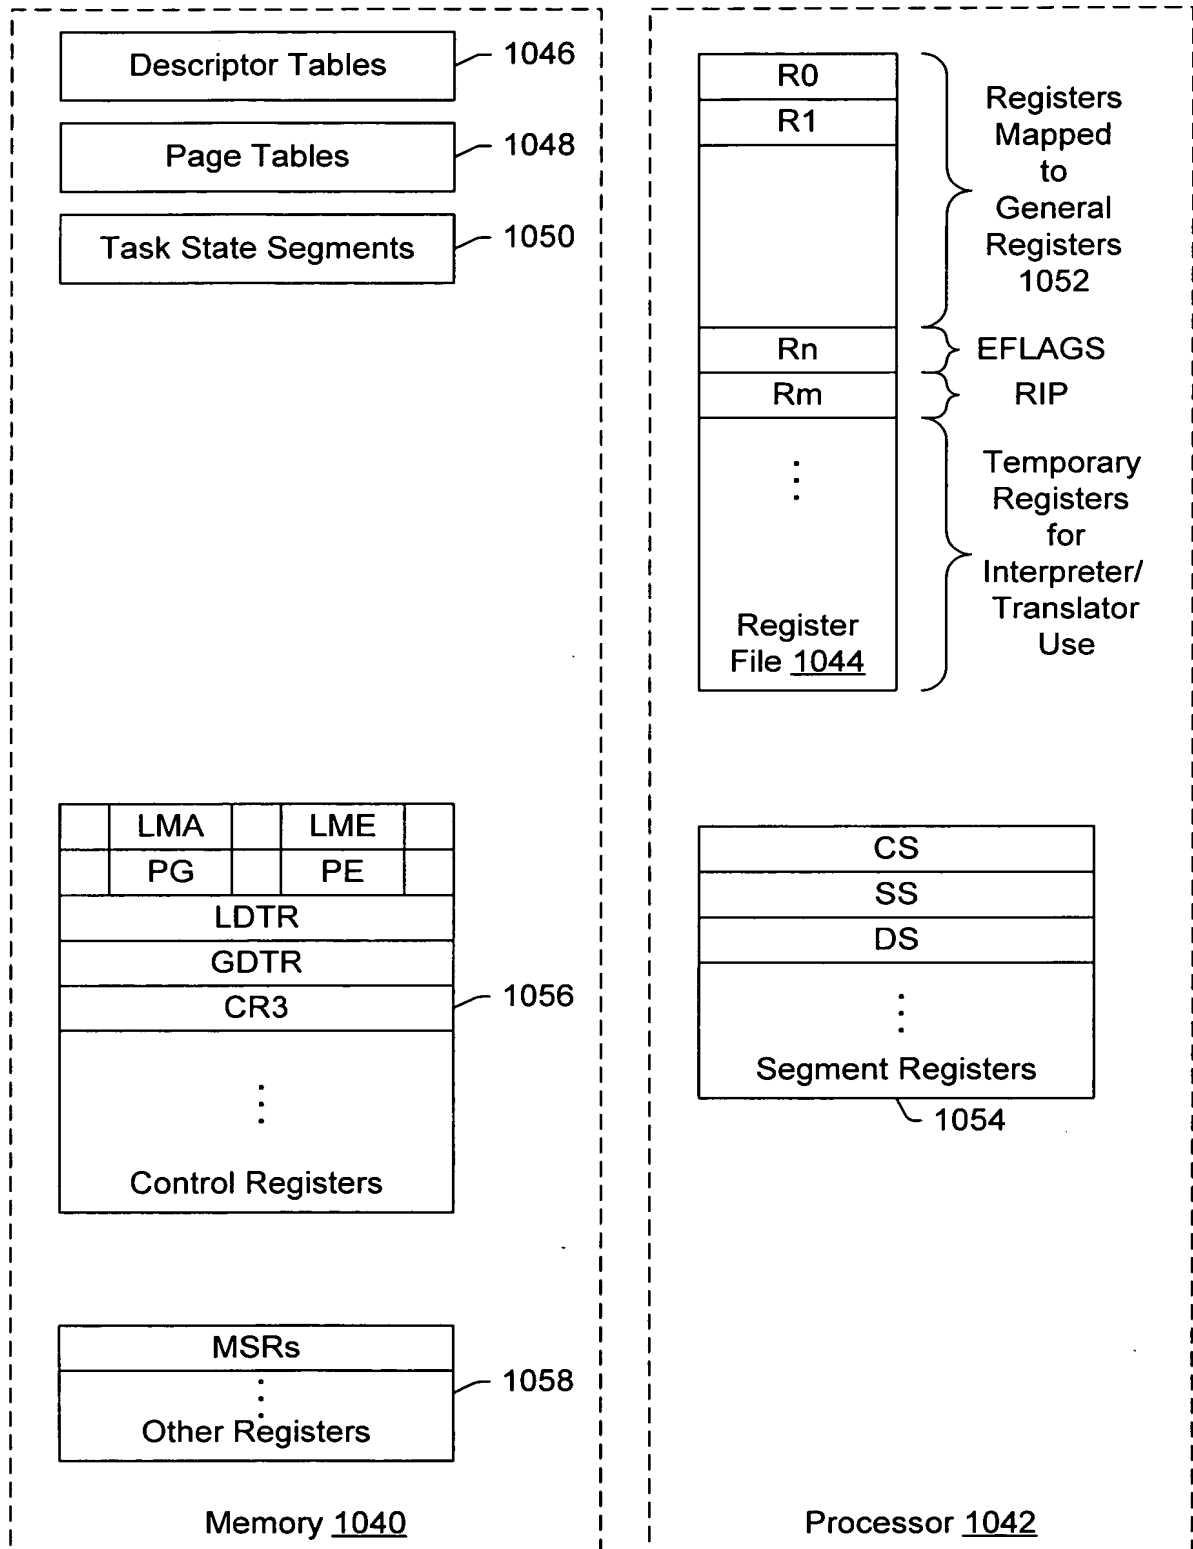 Descriptor Tables
1046
Page Tables
1048
Task State Segments
1050
LMA
LME
PG
PE
LDTR
GDTR
CR3
1056
Control Registers
MSRs
1058
Other Registers
Memory 1040
R0
R1
Registers
Mapped
to
General
Registers
1052
Rn
EFLAGS
Rm
RIP
Temporary
Registers
for
Interpreter/
Translator
Use
Register
File 1044
CS
SS
DS
Segment Registers
1054
Processor 1042